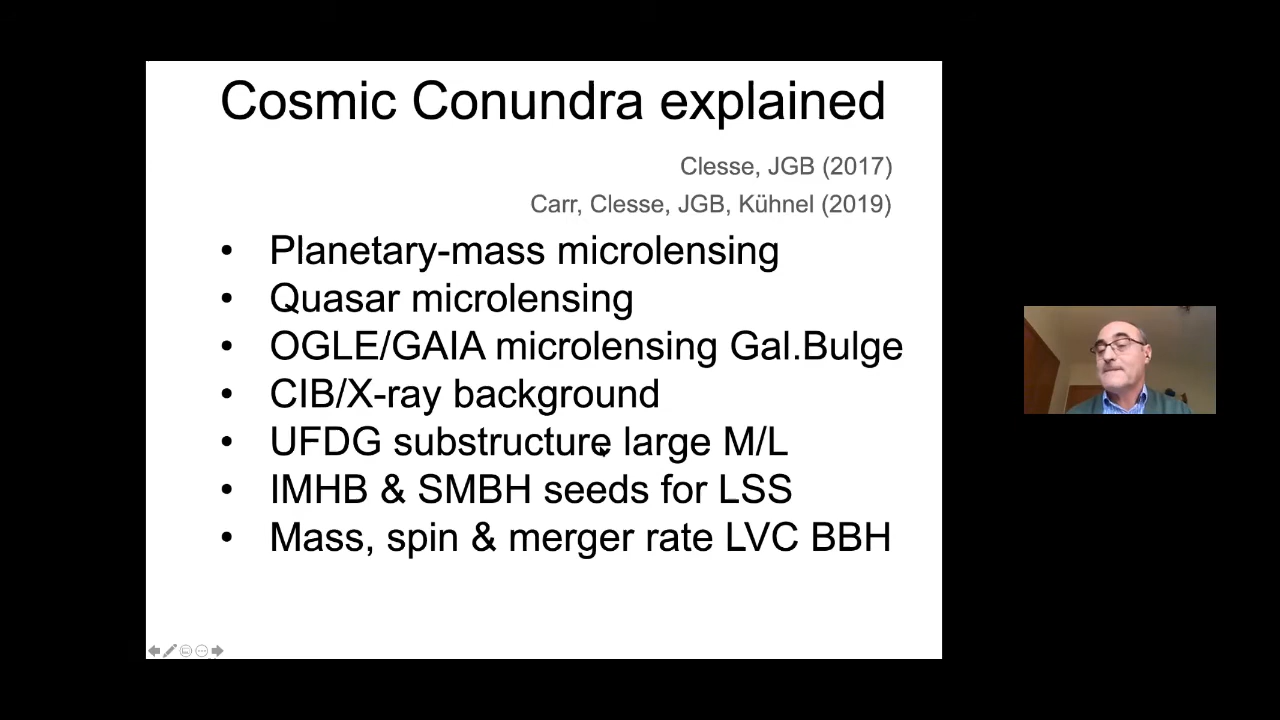 Cosmic Conundra explained
Clesse, JGB (2017)
Carr, Clesse, JGB, Kühnel (2019)
• Planetary-mass microlensing
• Quasar microlensing
• OGLE/GAIA microlensing Gal.Bulge
• CIB/X-ray background
• UFDG substructure large M/L
• IMHB & SMBH seeds for LSS
• Mass, spin & merger rate LVC BBH